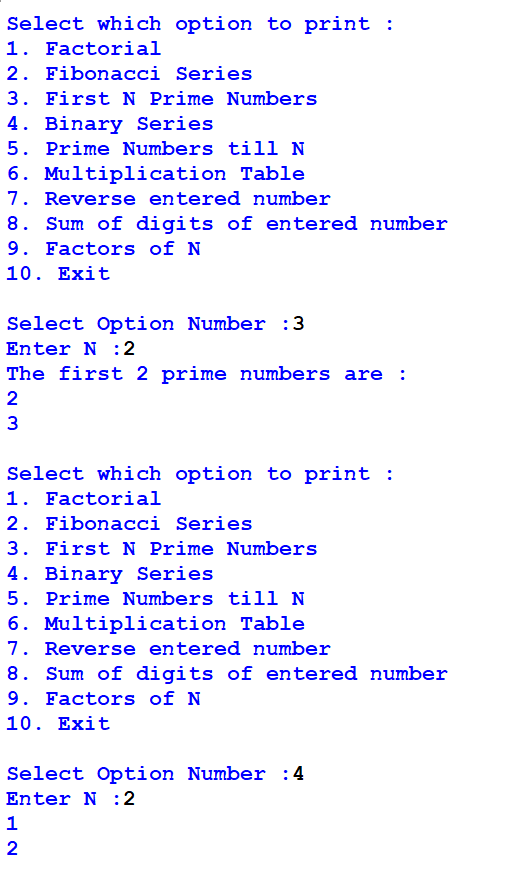 Select which option to print :
1. Factorial
2. Fibonacci Series
3. First N Prime Numbers
4. Binary Series
5. Prime Numbers till N
6. Multiplication Table
7. Reverse entered number
8. Sum of digits of entered number
9. Factors of N
10. Exit
Select Option Number :3
Enter N :2
The first 2 prime numbers are :
2
3
Select which option to print :
1. Factorial
2. Fibonacci Series
3. First N Prime Numbers
4. Binary Series
5. Prime Numbers till N
6. Multiplication Table
7. Reverse entered number
8. Sum of digits of entered number
9. Factors of N
10. Exit
Select Option Number :4
Enter N :2
1
2